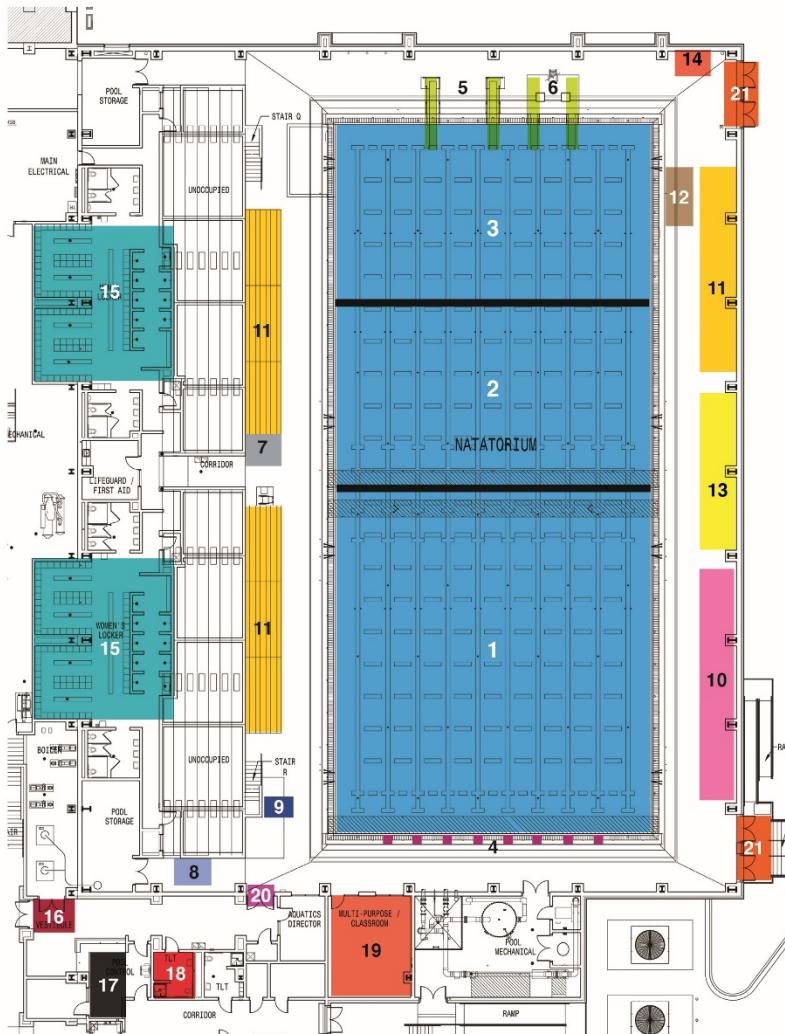 POOL
STORAGE
5
6
14
21
STAIR Q
MAIN
ELECTRICAL
UNOCCUPIED
12
3
11
15
11
2
7
NATATORIUM
CORRIDOR
LIFEGUARD /
FIRST AID
13
11
WOMEN'S
LOCKER
15
1
10
BOILER
UNOCCUPIED
STAIR
R
POOL
STORAGE
9
4
21
8
20
16
VESTIBULE
AQUATICS
DIRECTOR
MULTI-PURPOSE /
CLASSROOM
19
POOL
MECHANICAL
TLT
18
TLT
17
CORRIDOR
RAMP